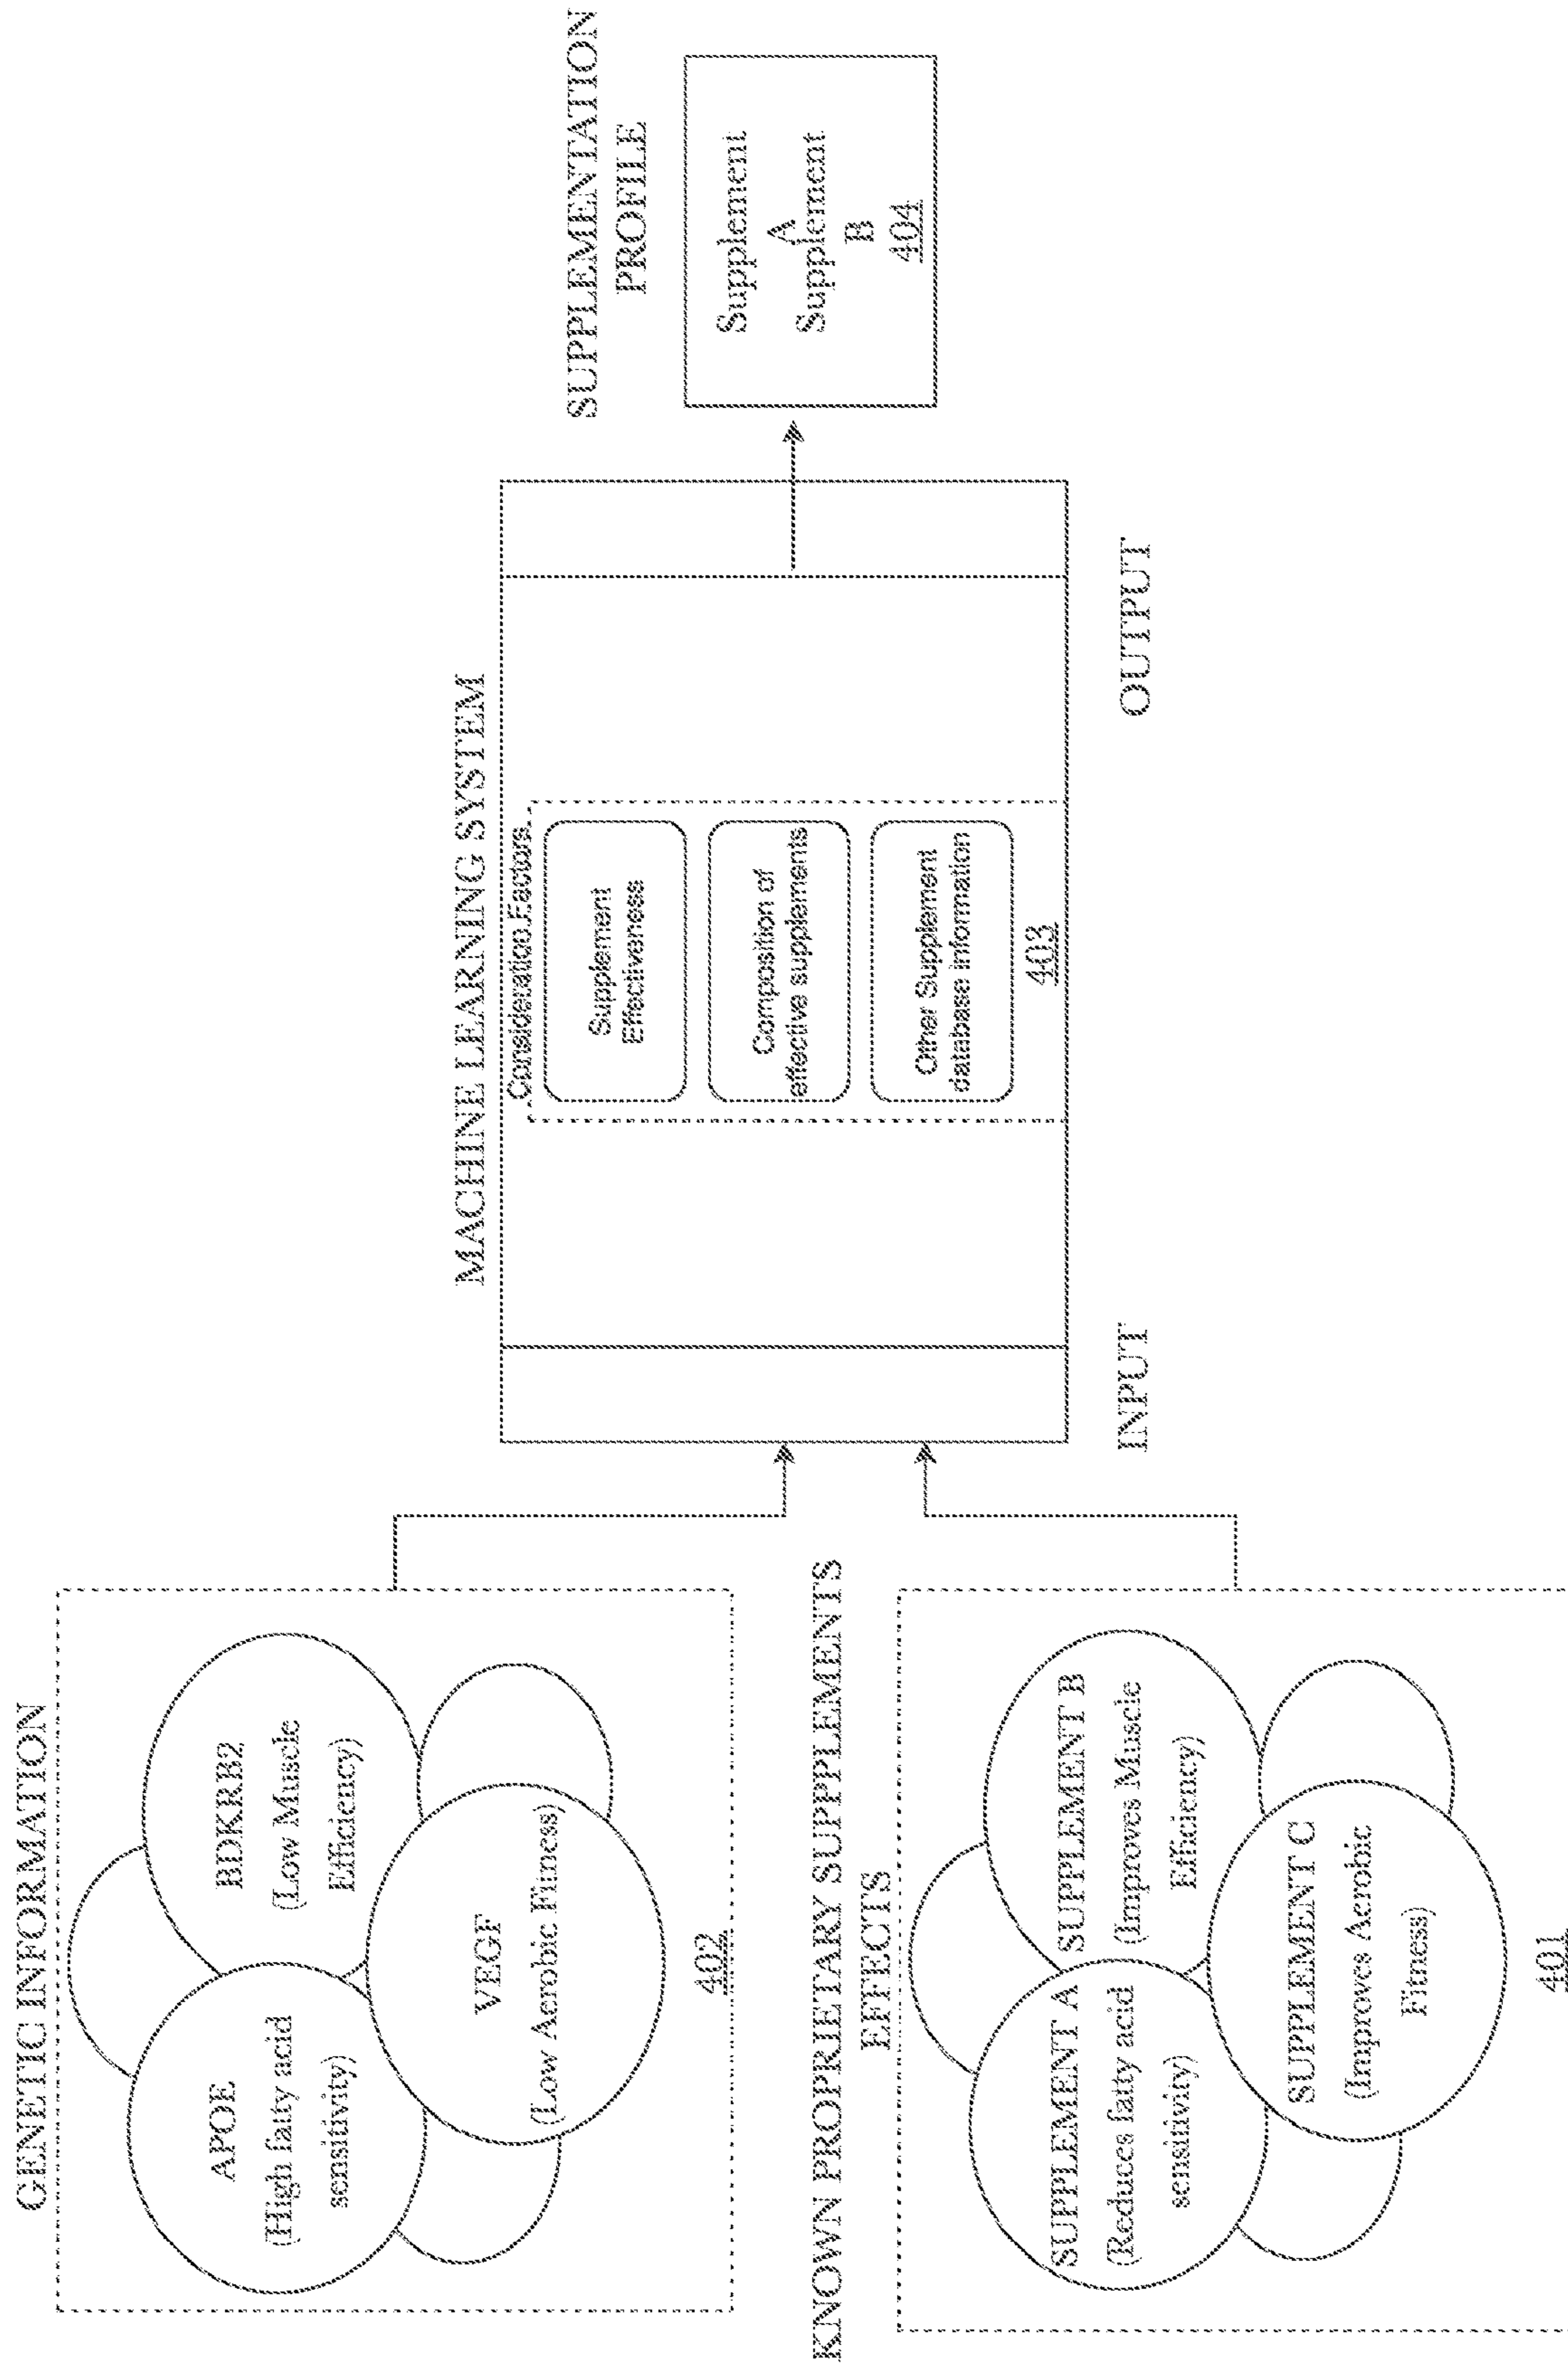 GENETIC INFORMATION
APOE
(High fatty acid
sensitivity)
BDKRB2
(Low Muscle
Efficiency)
VEGF
(Low Aerobic Fitness)
402
KNOWN PROPRIETARY SUPPPLEMENTS
EFFECTS
SUPPLEMENT A
(Reduces fatty acid
sensitivity)
SUPPLEMENT B
(Improves Muscle
Efficiency)
SUPPLEMENT C
(Improves Aerobic
Fitness)
401
MACHINE LEARNING SYSTEM
Consideration Factors
Supplement
Effectiveness
Composition of
effective supplements
Other Supplement
database information
403
INPUT
OUTPUT
SUPPLEMENTATION
PROFILE
Supplement
A
Supplement
B
404